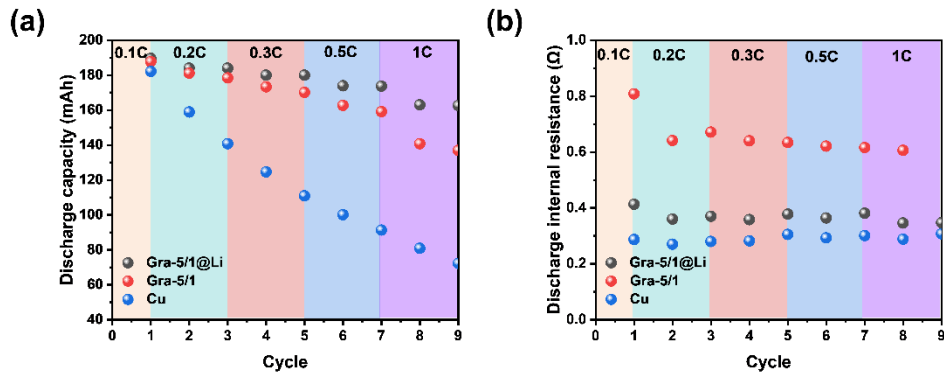 (a)
0.1C 0.2C 0.3C 0.5C 1C
Discharge capacity (mAh)
200
180
160
140
120
100
80
60
40
Gra-5/1@Li
Gra-5/1
Cu
0 1 2 3 4 5 6 7 8 9
Cycle
(b)
0.1C 0.2C 0.3C 0.5C 1C
Discharge internal resistance (Ω)
1.0
0.8
0.6
0.4
0.2
0.0
Gra-5/1@Li
Gra-5/1
Cu
0 1 2 3 4 5 6 7 8 9
Cycle